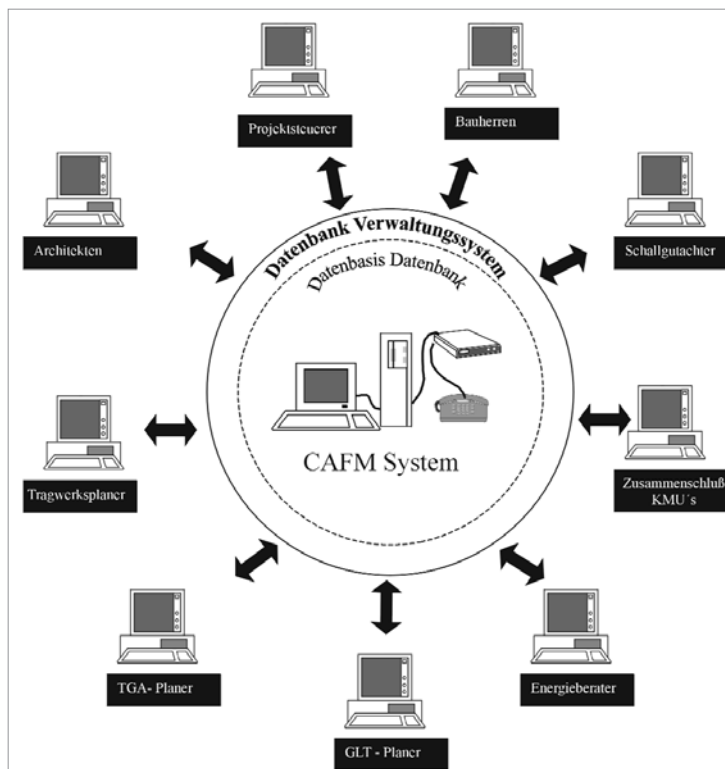 Projektsteuerer
Bauherren
Architekten
Schallgutachter
Datenbank Verwaltungssystem
Datenbasis Datenbank
CAFM System
Tragwerksplaner
Zusammenschluß
KMU´s
TGA- Planer
GLT - Planer
Energieberater